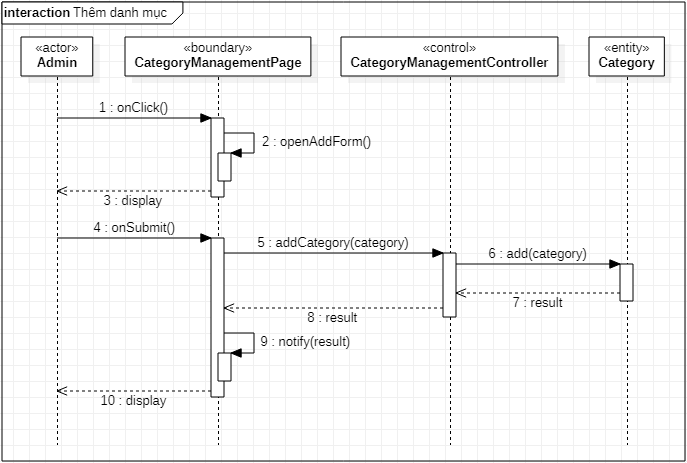 interaction Thêm danh mục
«actor»
Admin
«boundary»
CategoryManagementPage
«control»
CategoryManagementController
«entity»
Category
1 : onClick()
2 : openAddForm()
3 : display
4 : onSubmit()
5 : addCategory(category)
6 : add(category)
7 : result
8 : result
9 : notify(result)
10 : display